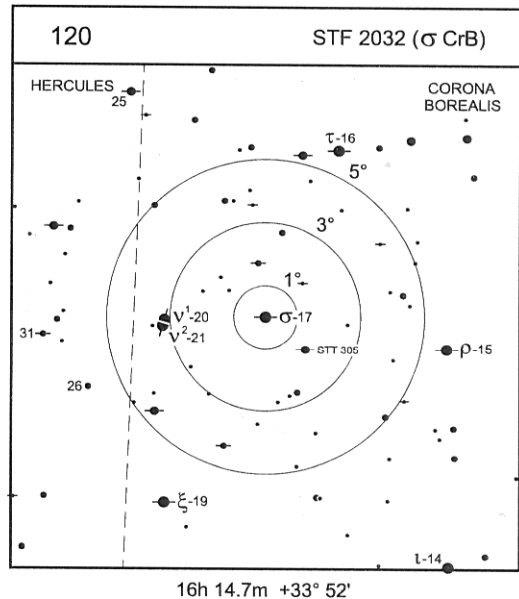 120 STF 2032 (σ CrB)
HERCULES
25
CORONA
BOREALIS
τ-16
5°
3°
1°
ν¹-20
σ-17
ν²-21
31
STT 305
ρ-15
26
ξ-19
ι-14
16h 14.7m +33° 52'